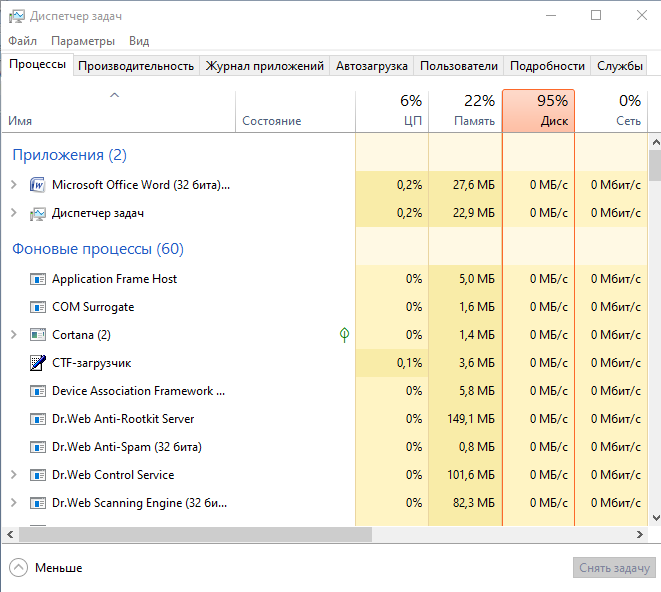 Диспетчер задач
Файл Параметры Вид
Процессы Производительность Журнал приложений Автозагрузка Пользователи Подробности Службы
6% 22% 95% 0%
Имя Состояние ЦП Память Диск Сеть
Приложения (2)
Microsoft Office Word (32 бита)... 0,2% 27,6 МБ 0 МБ/с 0 Мбит/с
Диспетчер задач 0,2% 22,9 МБ 0 МБ/с 0 Мбит/с
Фоновые процессы (60)
Application Frame Host 0% 5,0 МБ 0 МБ/с 0 Мбит/с
COM Surrogate 0% 1,6 МБ 0 МБ/с 0 Мбит/с
Cortana (2) 0% 1,4 МБ 0 МБ/с 0 Мбит/с
CTF-загрузчик 0,1% 3,6 МБ 0 МБ/с 0 Мбит/с
Device Association Framework ... 0% 5,8 МБ 0 МБ/с 0 Мбит/с
Dr.Web Anti-Rootkit Server 0% 149,1 МБ 0 МБ/с 0 Мбит/с
Dr.Web Anti-Spam (32 бита) 0% 0,8 МБ 0 МБ/с 0 Мбит/с
Dr.Web Control Service 0% 101,6 МБ 0 МБ/с 0 Мбит/с
Dr.Web Scanning Engine (32 би... 0% 82,3 МБ 0 МБ/с 0 Мбит/с
Меньше Снять задачу